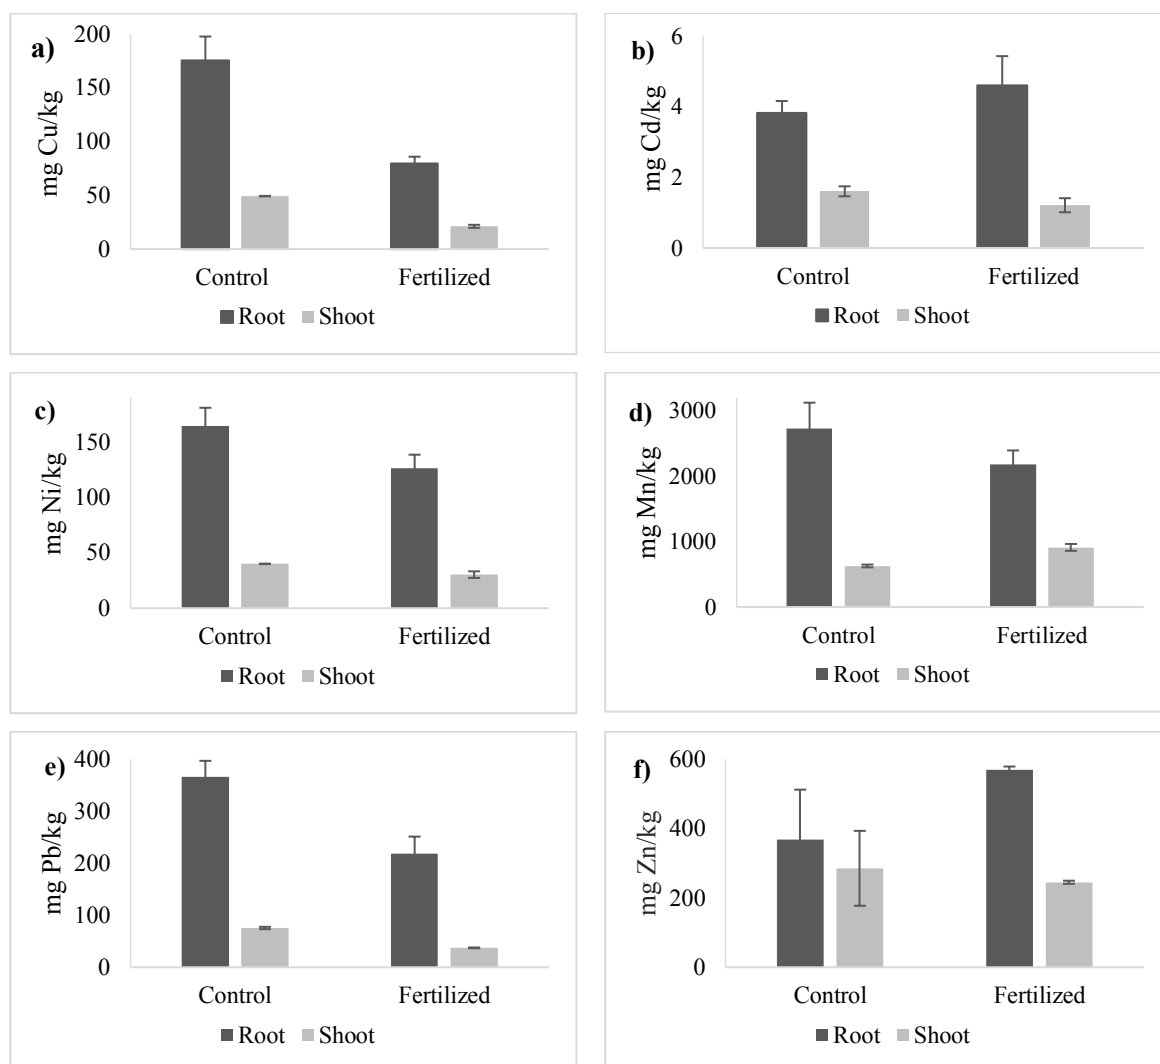 a)
mg Cu/kg
200
150
100
50
0
Control Fertilized
Root Shoot
b)
mg Cd/kg
6
4
2
0
Control Fertilized
Root Shoot
c)
mg Ni/kg
150
100
50
0
Control Fertilized
Root Shoot
d)
mg Mn/kg
3000
2000
1000
0
Control Fertilized
Root Shoot
e)
mg Pb/kg
400
300
200
100
0
Control Fertilized
Root Shoot
f)
mg Zn/kg
600
400
200
0
Control Fertilized
Root Shoot